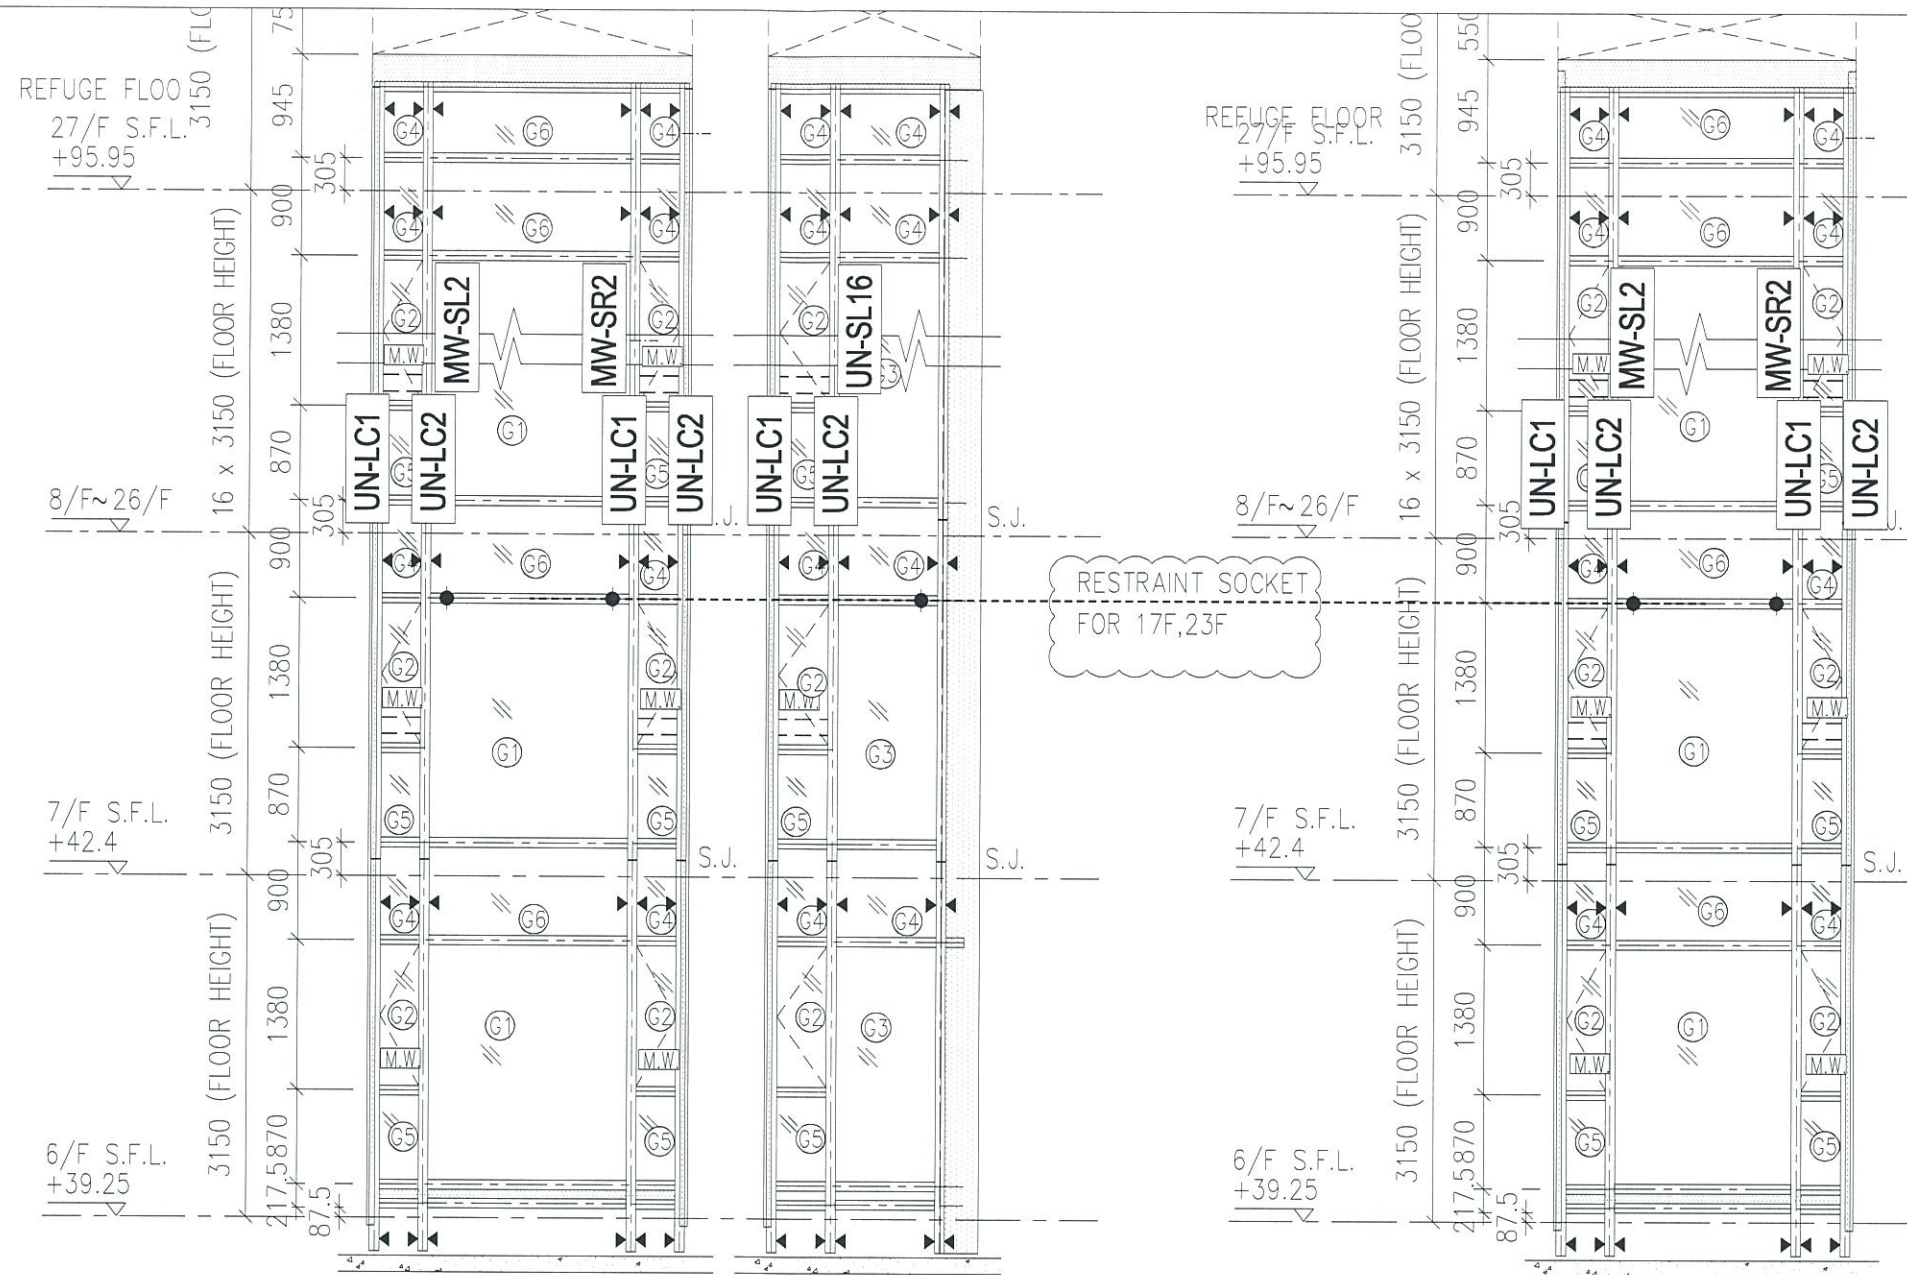 3150 (FLO
75
REFUGE FLOO
27/F S.F.L.
+95.95
945
305
900
16 x 3150 (FLOOR HEIGHT)
1380
870
8/F~26/F
305
900
3150 (FLOOR HEIGHT)
1380
870
7/F S.F.L.
+42.4
305
900
3150 (FLOOR HEIGHT)
1380
870
217.5
87.5
6/F S.F.L.
+39.25
G4
G6
G4
G4
G6
G4
G2
MW-SL2
MW-SR2
G2
M.W
M.W.
UN-LC1
UN-LC2
G1
UN-LC1
UN-LC2
G5
G5
J.
G4
G6
G4
G2
G2
M.W.
M.W.
G1
G5
G5
S.J.
G4
G6
G4
G2
G1
G2
M.W.
M.W.
G5
G5
G4
G4
G4
G4
G2
UN-SL16
G3
UN-LC1
UN-LC2
G5
S.J.
G4
G4
G2
M.W.
G3
G5
S.J.
G4
G4
G2
G3
G5
RESTRAINT SOCKET
FOR 17F,23F
3150 (FLOO
550
REFUGE FLOOR
27/F S.F.L.
+95.95
945
305
900
16 x 3150 (FLOOR HEIGHT)
1380
870
8/F~26/F
305
900
3150 (FLOOR HEIGHT)
1380
870
7/F S.F.L.
+42.4
305
900
3150 (FLOOR HEIGHT)
1380
870
217.5
87.5
6/F S.F.L.
+39.25
G4
G6
G4
G4
G6
G4
G2
MW-SL2
MW-SR2
G2
M.W
M.W.
UN-LC1
UN-LC2
G1
UN-LC1
UN-LC2
G5
J.
G4
G6
G4
G2
G2
M.W.
M.W.
G1
G5
G5
S.J.
G4
G6
G4
G2
G1
G2
M.W.
M.W.
G5
G5